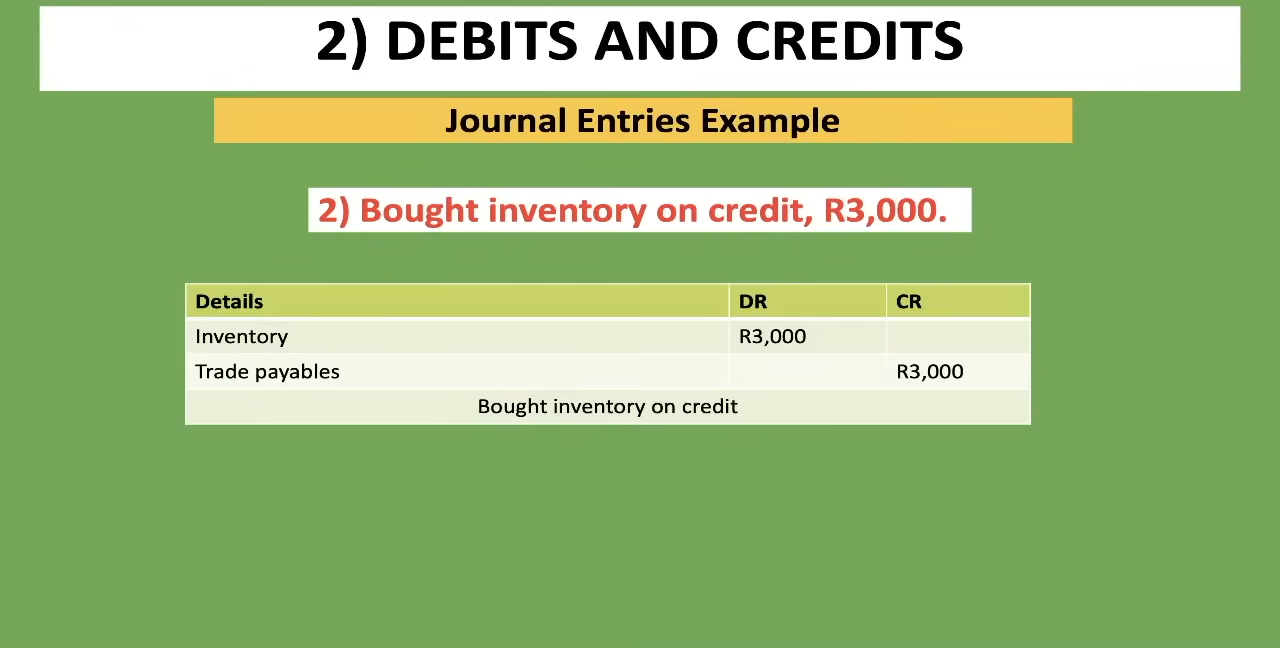 2) DEBITS AND CREDITS
Journal Entries Example
2) Bought inventory on credit, R3,000.
Details DR CR
Inventory R3,000
Trade payables R3,000
Bought inventory on credit